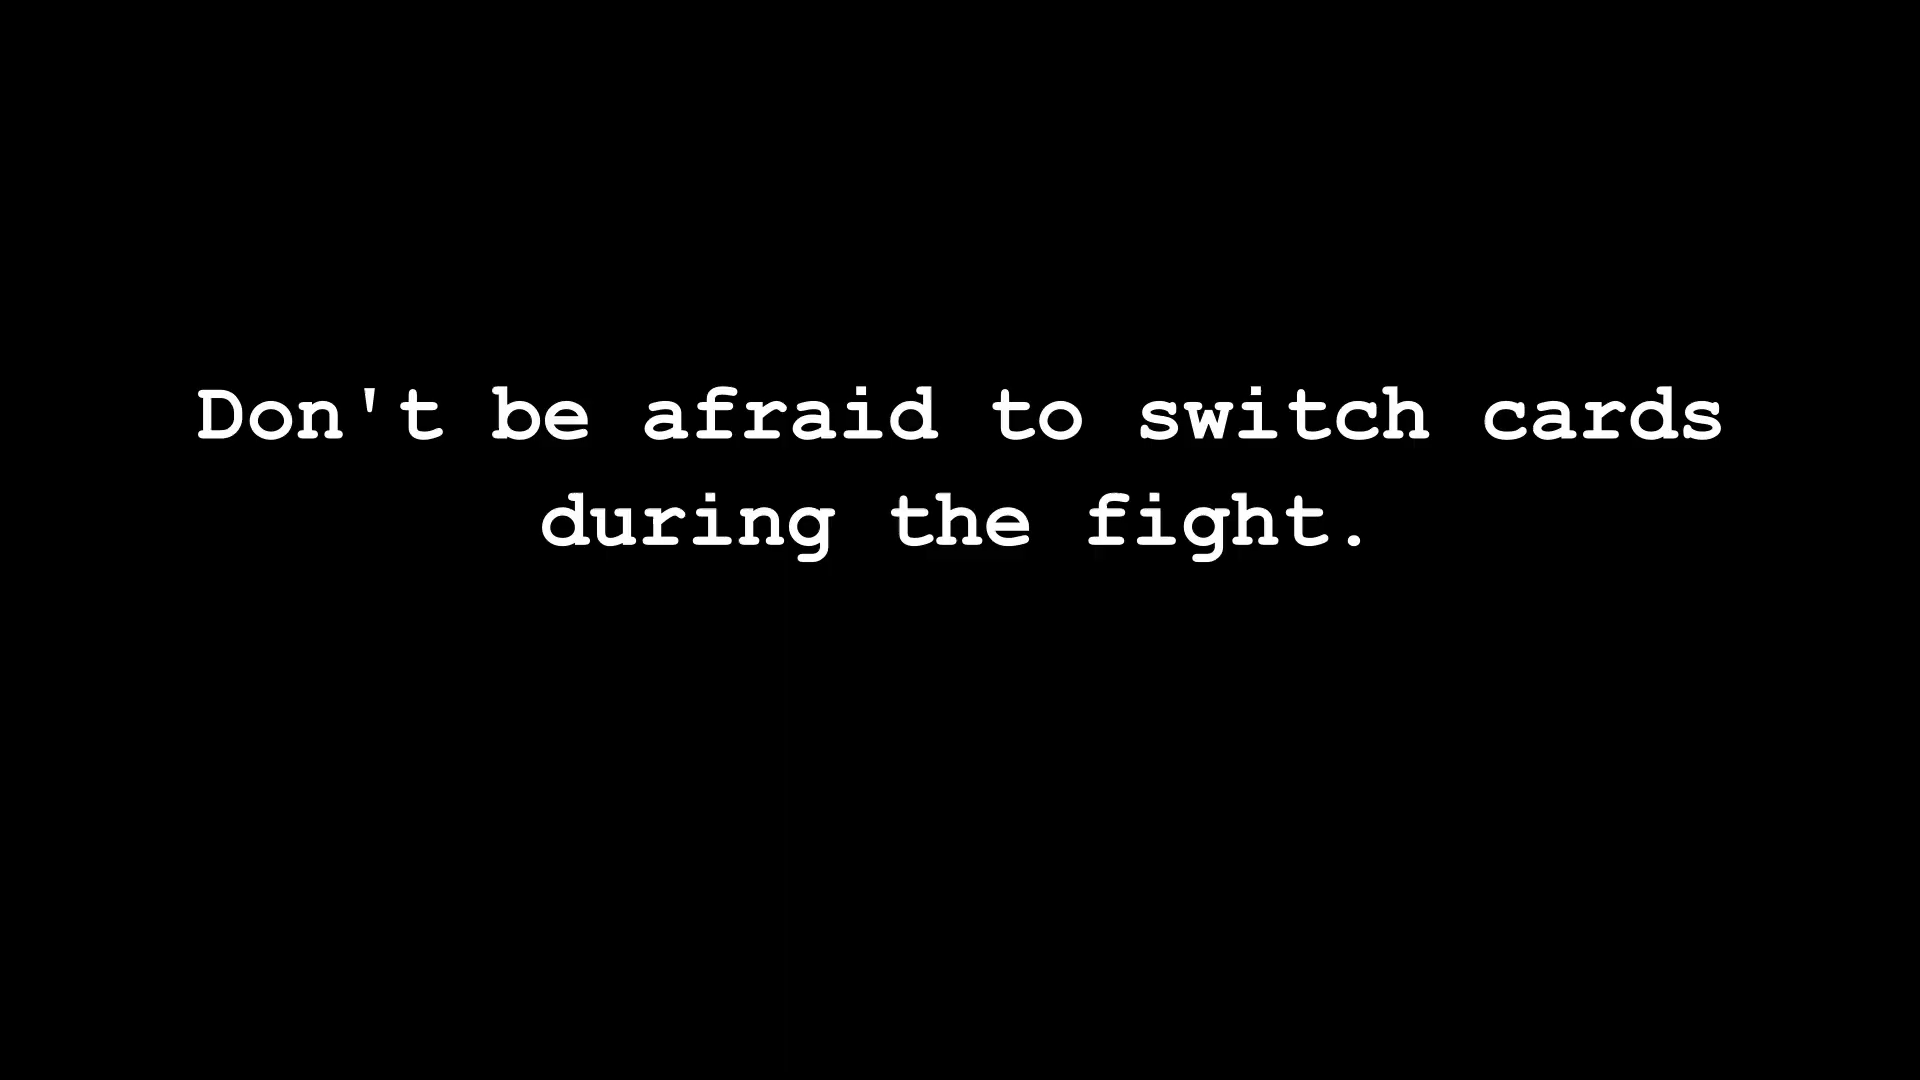 Don't be afraid to switch cards
during the fight.